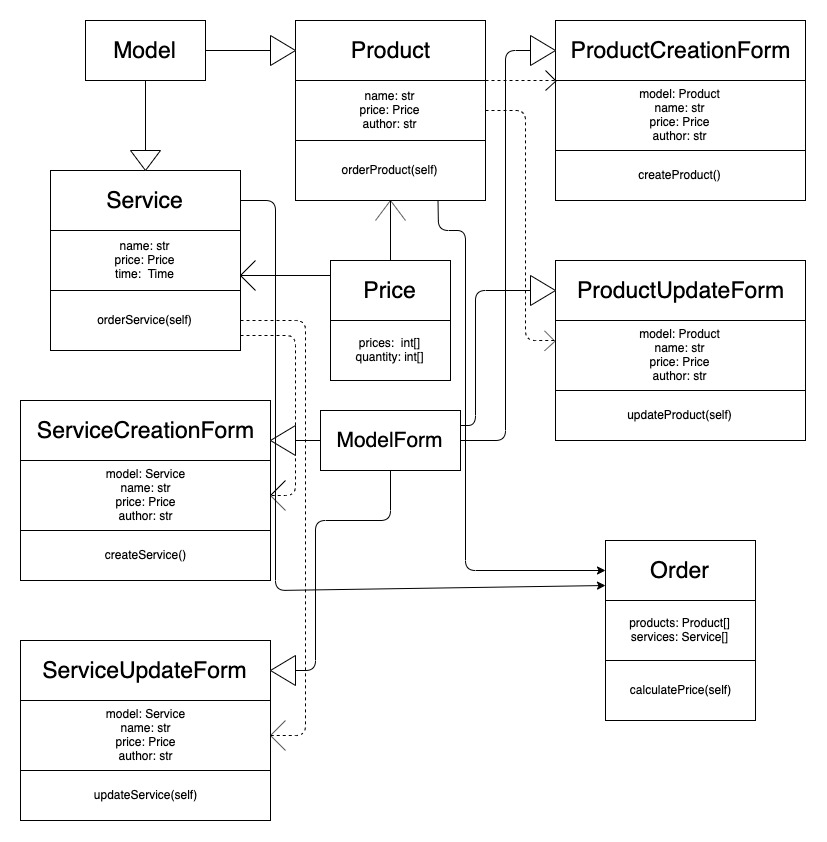 Model
Product
name: str
price: Price
author: str
orderProduct(self)
ProductCreationForm
model: Product
name: str
price: Price
author: str
createProduct()
Service
name: str
price: Price
time: Time
orderService(self)
Price
prices: int[]
quantity: int[]
ProductUpdateForm
model: Product
name: str
price: Price
author: str
updateProduct(self)
ServiceCreationForm
model: Service
name: str
price: Price
author: str
createService()
ModelForm
Order
products: Product[]
services: Service[]
calculatePrice(self)
ServiceUpdateForm
model: Service
name: str
price: Price
author: str
updateService(self)